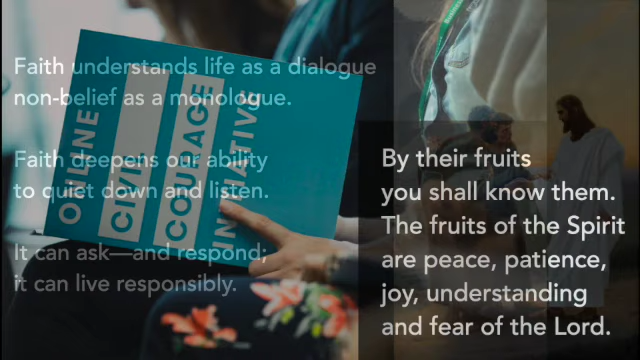 Faith understands life as a dialogue
non-belief as a monologue.
Faith deepens our ability
to quiet down and listen.
It can ask—and respond;
it can live responsibly.
ONLINE
CIVIL
COURAGE
INITIATIVE
By their fruits
you shall know them.
The fruits of the Spirit
are peace, patience,
joy, understanding
and fear of the Lord.